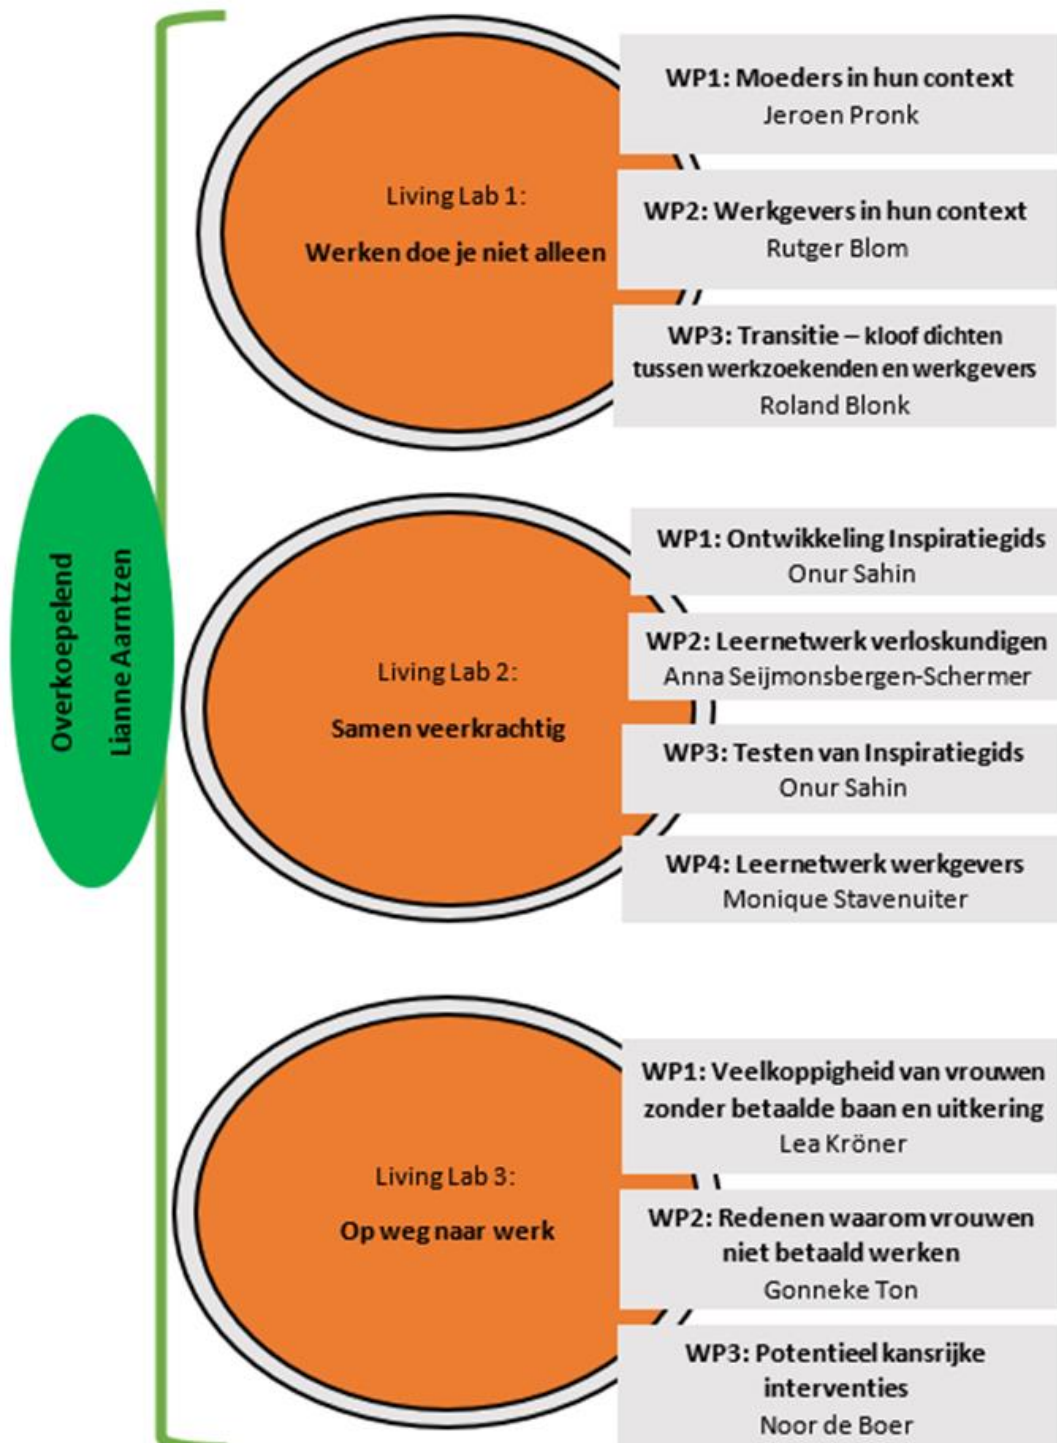 Overkoepelend
Lianne Aarntzen
Living Lab 1:
Werken doe je niet alleen
WP1: Moeders in hun context
Jeroen Pronk
WP2: Werkgevers in hun context
Rutger Blom
WP3: Transitie – kloof dichten
tussen werkzoekenden en werkgevers
Roland Blonk
Living Lab 2:
Samen veerkrachtig
WP1: Ontwikkeling Inspiratiegids
Onur Sahin
WP2: Leernetwerk verloskundigen
Anna Seijmonsbergen-Schermer
WP3: Testen van Inspiratiegids
Onur Sahin
WP4: Leernetwerk werkgevers
Monique Stavenuiter
Living Lab 3:
Op weg naar werk
WP1: Veelkoppigheid van vrouwen
zonder betaalde baan en uitkering
Lea Kröner
WP2: Redenen waarom vrouwen
niet betaald werken
Gonneke Ton
WP3: Potentieel kansrijke
interventies
Noor de Boer